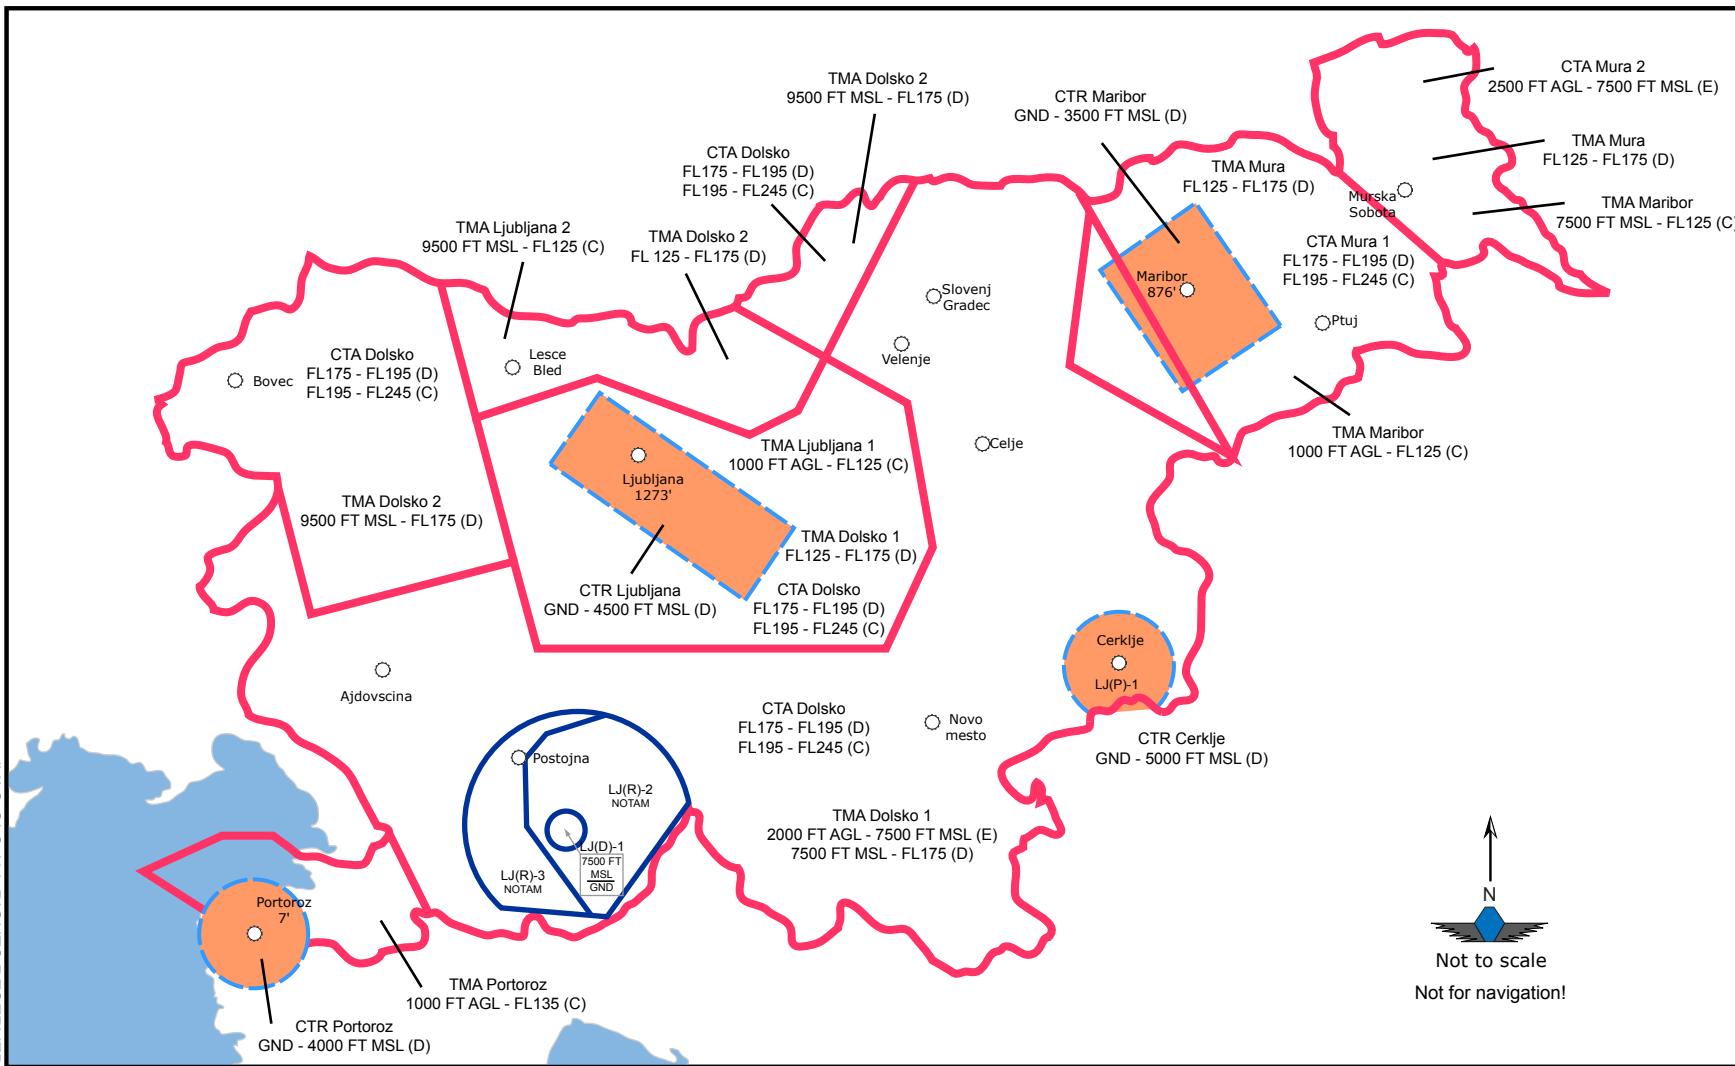 TMA Dolsko 2
9500 FT MSL - FL175 (D)
CTR Maribor
GND - 3500 FT MSL (D)
CTA Mura 2
2500 FT AGL - 7500 FT MSL (E)
TMA Mura
FL125 - FL175 (D)
CTA Dolsko
FL175 - FL195 (D)
FL195 - FL245 (C)
TMA Mura
FL125 - FL175 (D)
Murska
Sobota
TMA Maribor
7500 FT MSL - FL125 (C)
TMA Ljubljana 2
9500 FT MSL - FL125 (C)
TMA Dolsko 2
FL 125 - FL175 (D)
CTA Mura 1
FL175 - FL195 (D)
FL195 - FL245 (C)
Maribor
876'
Slovenj
Gradec
Ptuj
Velenje
Lesce
Bled
CTA Dolsko
FL175 - FL195 (D)
FL195 - FL245 (C)
Bovec
TMA Ljubljana 1
1000 FT AGL - FL125 (C)
Celje
TMA Maribor
1000 FT AGL - FL125 (C)
Ljubljana
1273'
TMA Dolsko 2
9500 FT MSL - FL175 (D)
TMA Dolsko 1
FL125 - FL175 (D)
CTR Ljubljana
GND - 4500 FT MSL (D)
CTA Dolsko
FL175 - FL195 (D)
FL195 - FL245 (C)
Cerklje
LJ(P)-1
Ajdovscina
CTA Dolsko
FL175 - FL195 (D)
FL195 - FL245 (C)
Novo
mesto
CTR Cerklje
GND - 5000 FT MSL (D)
Postojna
LJ(R)-2
NOTAM
TMA Dolsko 1
2000 FT AGL - 7500 FT MSL (E)
7500 FT MSL - FL175 (D)
LJ(D)-1
7500 FT
MSL
GND
LJ(R)-3
NOTAM
Portoroz
7'
N
Not to scale
Not for navigation!
TMA Portoroz
1000 FT AGL - FL135 (C)
CTR Portoroz
GND - 4000 FT MSL (D)